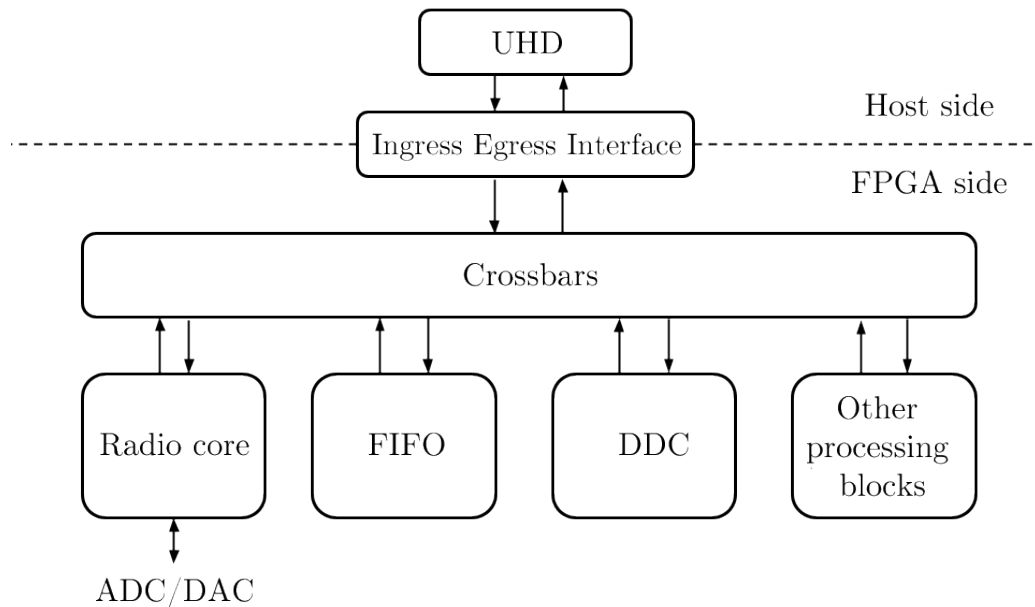 UHD
Host side
Ingress Egress Interface
FPGA side
Crossbars
Radio core
FIFO
DDC
Other
processing
blocks
ADC/DAC